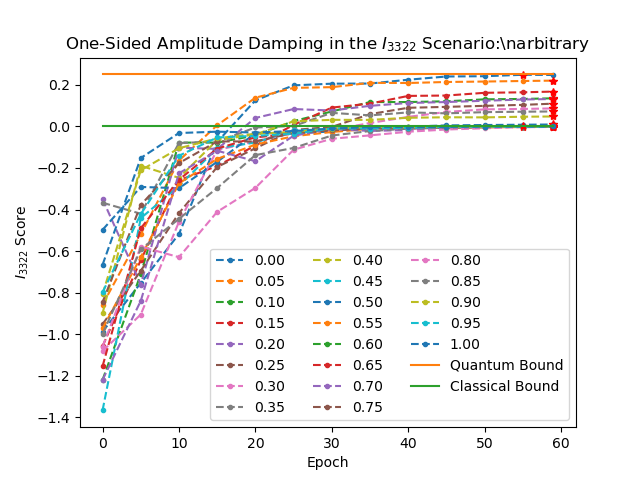 One-Sided Amplitude Damping in the I3322 Scenario:\narbitrary
I3322 Score
0.2
0.0
−0.2
−0.4
−0.6
−0.8
−1.0
−1.2
−1.4
0.00 0.40 0.80
0.05 0.45 0.85
0.10 0.50 0.90
0.15 0.55 0.95
0.20 0.60 1.00
0.25 0.65 Quantum Bound
0.30 0.70 Classical Bound
0.35 0.75
0 10 20 30 40 50 60
Epoch